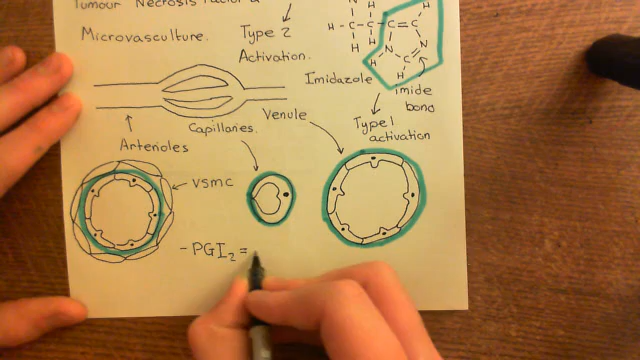 Tumour Necrosis Factor α
Microvasculture.
Type 2
Activation.
H
H - C - C - C = C
H H
N N
H C
H
Imidazole
imide
bond
Type 1
activation
Arterioles
Capillaries.
Venule
VSMC
- PGI2 =